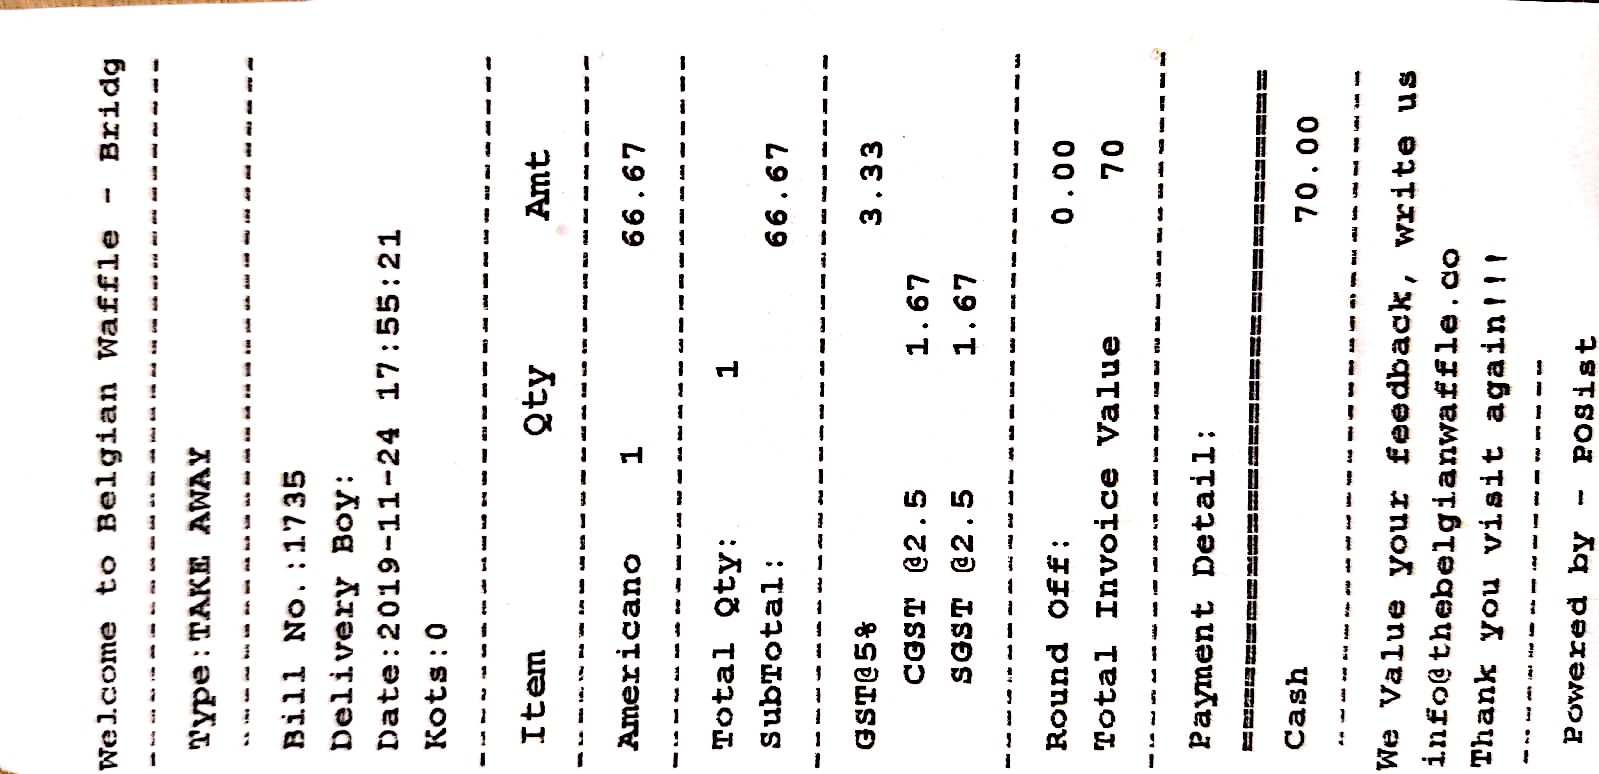 Welcome to Belgian Waffle - Bridg
--------------------------------
Type:TAKE AWAY
--------------------------------
Bill No.:1735
Delivery Boy:
Date:2019-11-24 17:55:21
Kots:0
--------------------------------
Item Qty Amt
--------------------------------
Americano 1 66.67
--------------------------------
Total Qty: 1
SubTotal: 66.67
--------------------------------
GST@5% 3.33
CGST @2.5 1.67
SGST @2.5 1.67
--------------------------------
Round Off: 0.00
Total Invoice Value 70
--------------------------------
Payment Detail:
================================
Cash 70.00
--------------------------------
We Value your feedback, write us
info@thebelgianwaffle.co
Thank you visit again!!!
-------------------
Powered by - POSist